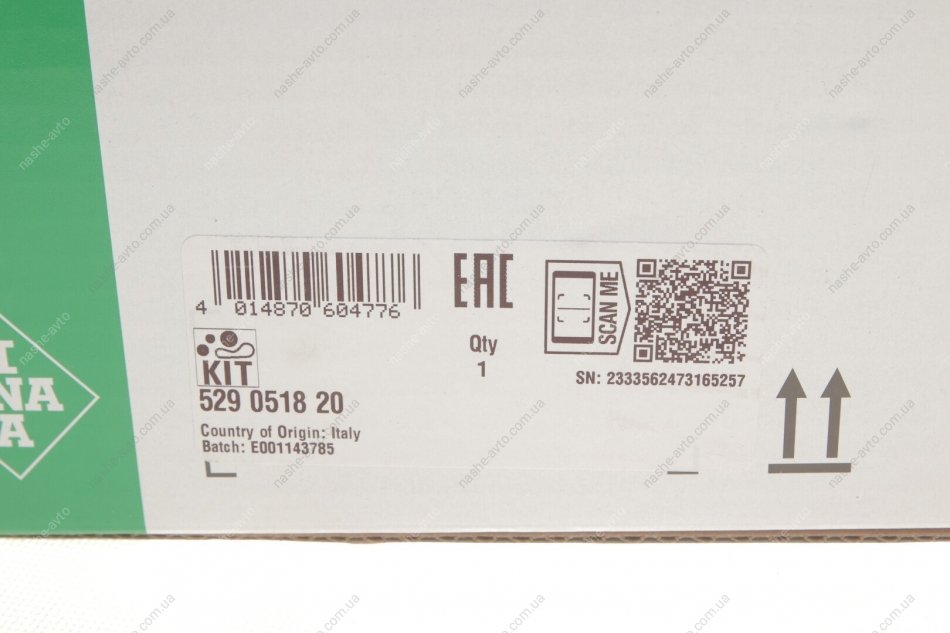 I
NA
A
4 014870 604776
EAC
SCAN ME
Qty
1
KIT
SN: 2333562473165257
529 0518 20
Country of Origin: Italy
Batch: E001143785
nashe-avto.com.ua